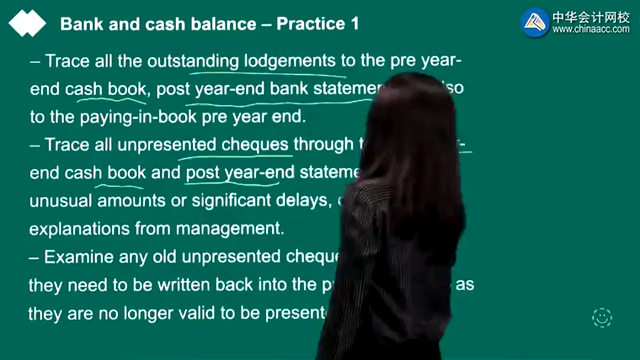 Bank and cash balance – Practice 1
中华会计网校
www.chinaacc.com
– Trace all the outstanding lodgements to the pre year-
end cash book, post year-end bank
to the paying-in-book pre year end.
– Trace all unpresented cheques through
end cash book and post year-end
unusual amounts or significant delays,
explanations from management.
– Examine any old unpresented
they need to be written back into the as
they are no longer valid to be